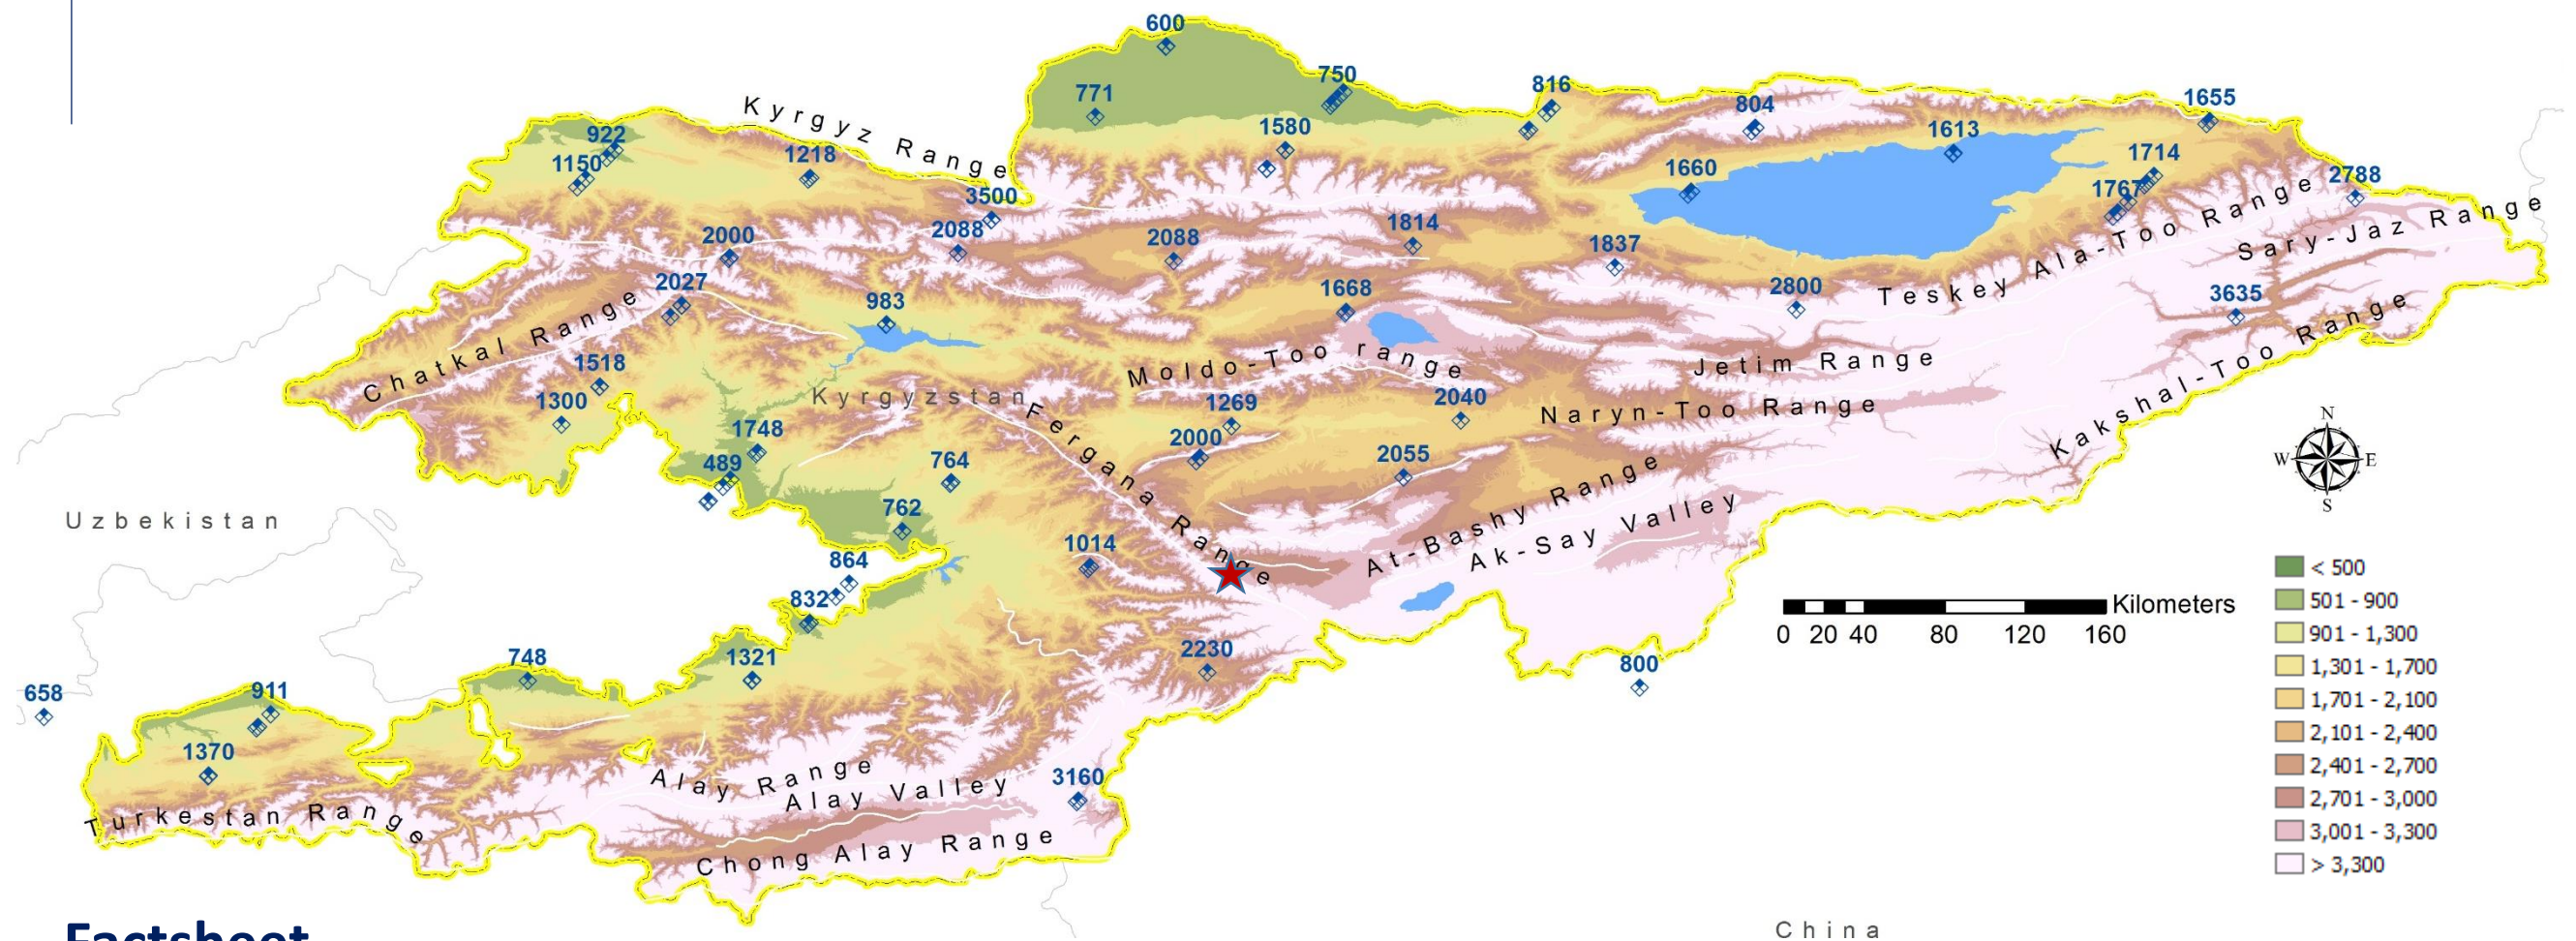 600
750
771
816
804
1655
Kyrgyz Range
922
1580
1613
1150
1218
1660
1714
1767
2788
3500
2000
2088
2088
1814
1837
Teskey Ala-Too Range
Sary-Jaz Range
2027
983
1668
2800
3635
Chatkal Range
Moldo-Too range
Jetim Range
Kakshal-Too Range
1518
1300
Kyrgyzstan
Fergana Range
1269
2040
Naryn-Too Range
N
W E
S
1748
2000
489
764
2055
At-Bashy Range
Ak-Say Valley
Uzbekistan
762
1014
864
832
< 500
501 - 900
901 - 1,300
1,301 - 1,700
1,701 - 2,100
2,101 - 2,400
2,401 - 2,700
2,701 - 3,000
3,001 - 3,300
> 3,300
Kilometers
0 20 40 80 120 160
748
1321
2230
800
658
911
1370
3160
Alay Range
Alay Valley
Turkestan Range
Chong Alay Range
China
Factsheet